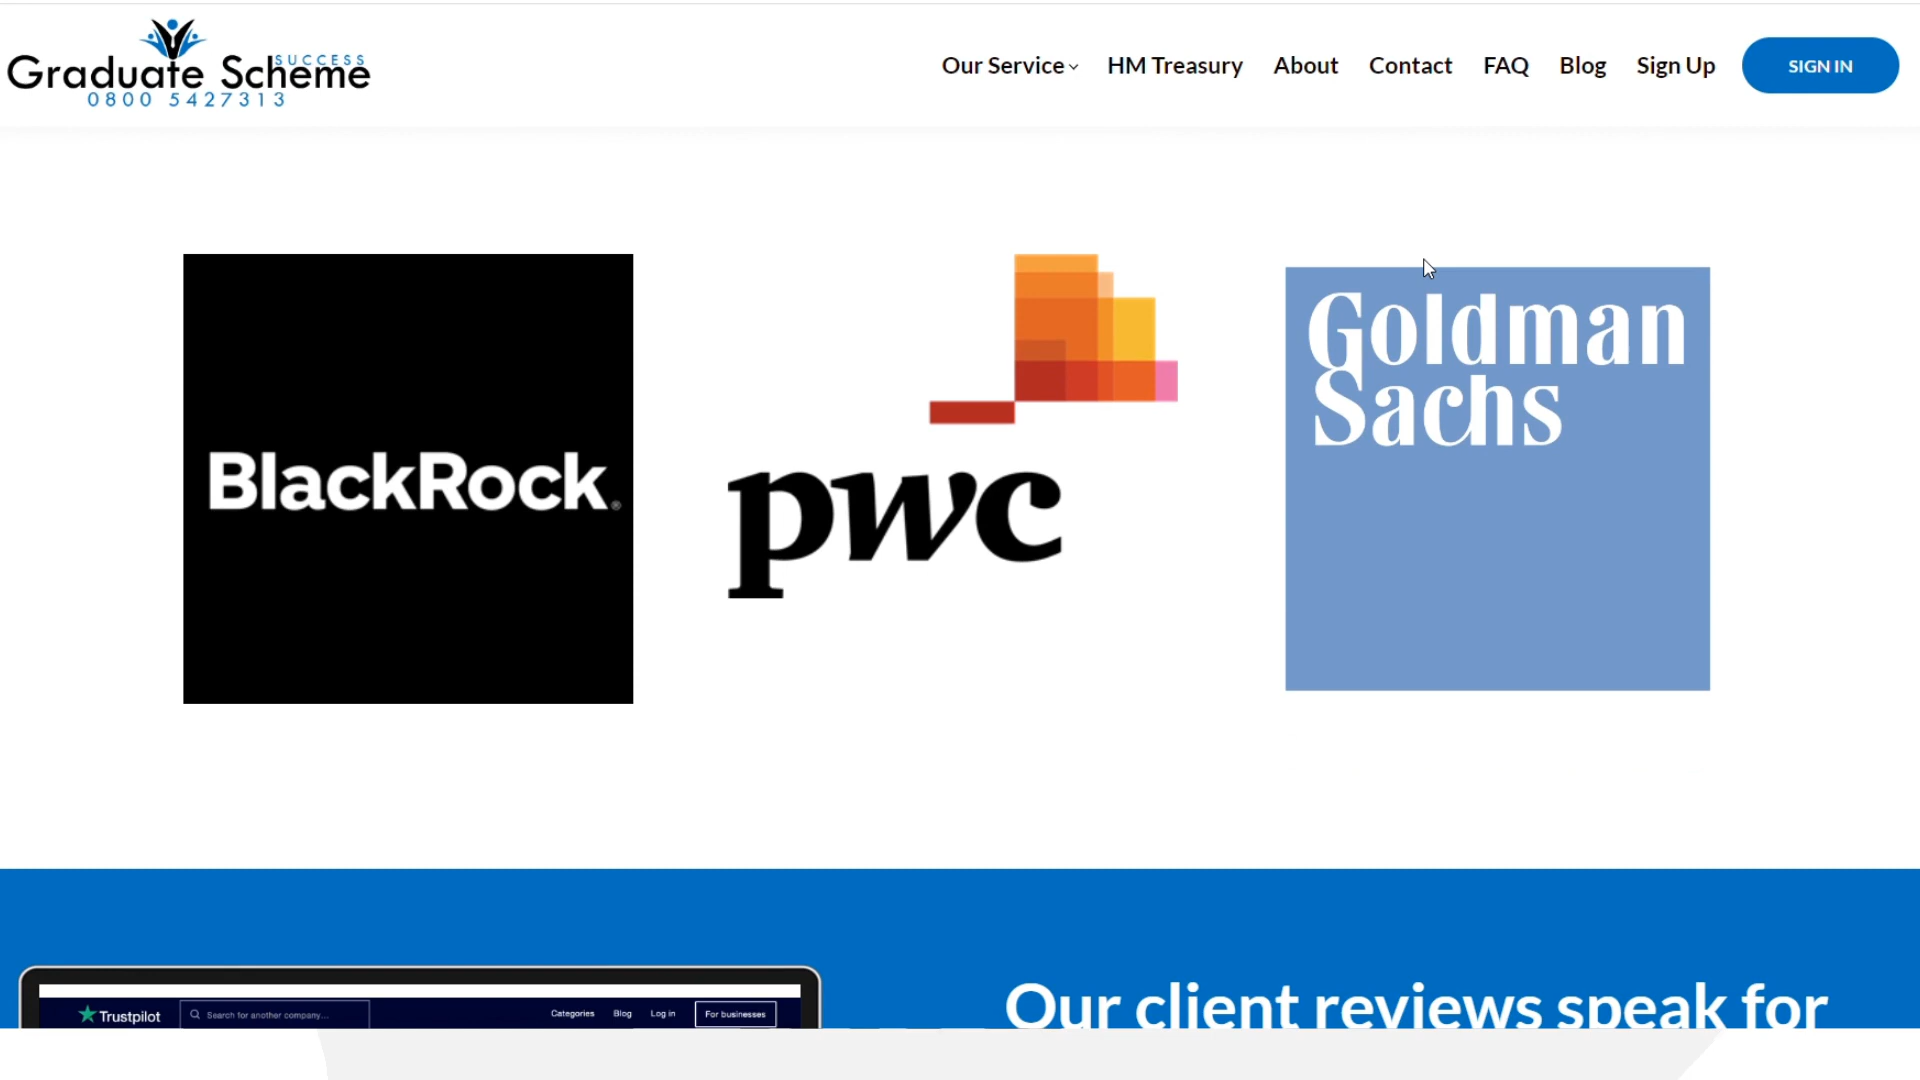 SUCCESS
Graduate Scheme
0800 5427313
Our Service
HM Treasury
About
Contact
FAQ
Blog
Sign Up
SIGN IN
BlackRock®
pwc
Goldman
Sachs
Trustpilot
Search for another company...
Categories
Blog
Log in
For businesses
Our client reviews speak for